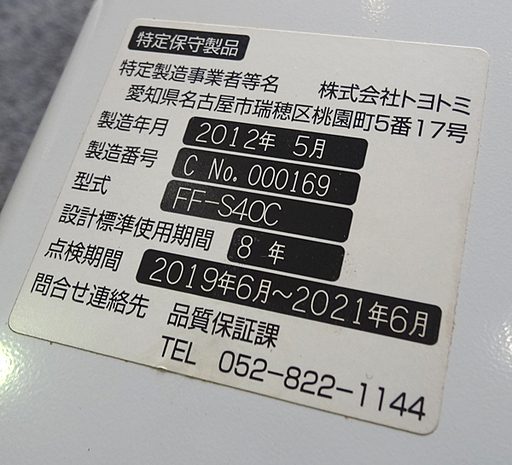 特定保守製品
特定製造事業者等名 株式会社トヨトミ
愛知県名古屋市瑞穂区桃園町5番17号
製造年月 2012年 5月
製造番号 C No. 000169
型式 FF-S40C
設計標準使用期間 8 年
点検期間 2019年6月～2021年6月
問合せ連絡先 品質保証課
TEL 052-822-1144